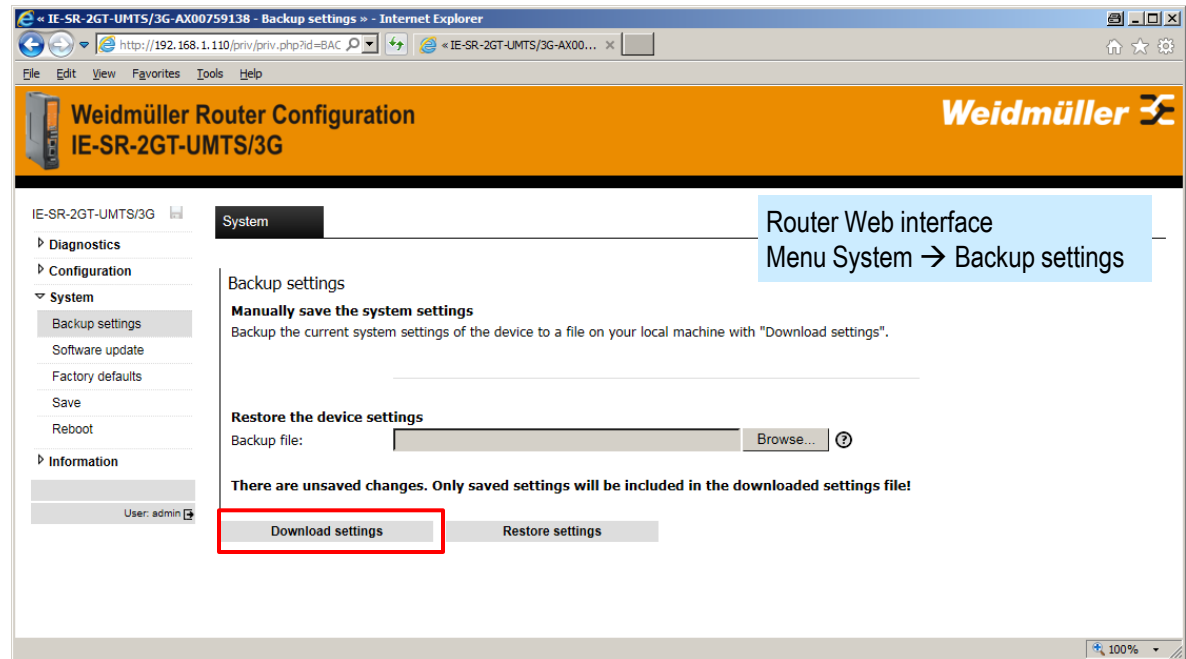 « IE-SR-2GT-UMTS/3G-AX00759138 - Backup settings » - Internet Explorer
http://192.168.1.110/priv/priv.php?id=BAC
« IE-SR-2GT-UMTS/3G-AX00...
File Edit View Favorites Tools Help
Weidmüller Router Configuration
IE-SR-2GT-UMTS/3G
Weidmüller
IE-SR-2GT-UMTS/3G
System
Router Web interface
Menu System → Backup settings
Diagnostics
Configuration
System
Backup settings
Software update
Factory defaults
Save
Reboot
Information
User: admin
Backup settings
Manually save the system settings
Backup the current system settings of the device to a file on your local machine with "Download settings".
Restore the device settings
Backup file:
Browse...
There are unsaved changes. Only saved settings will be included in the downloaded settings file!
Download settings
Restore settings
100%